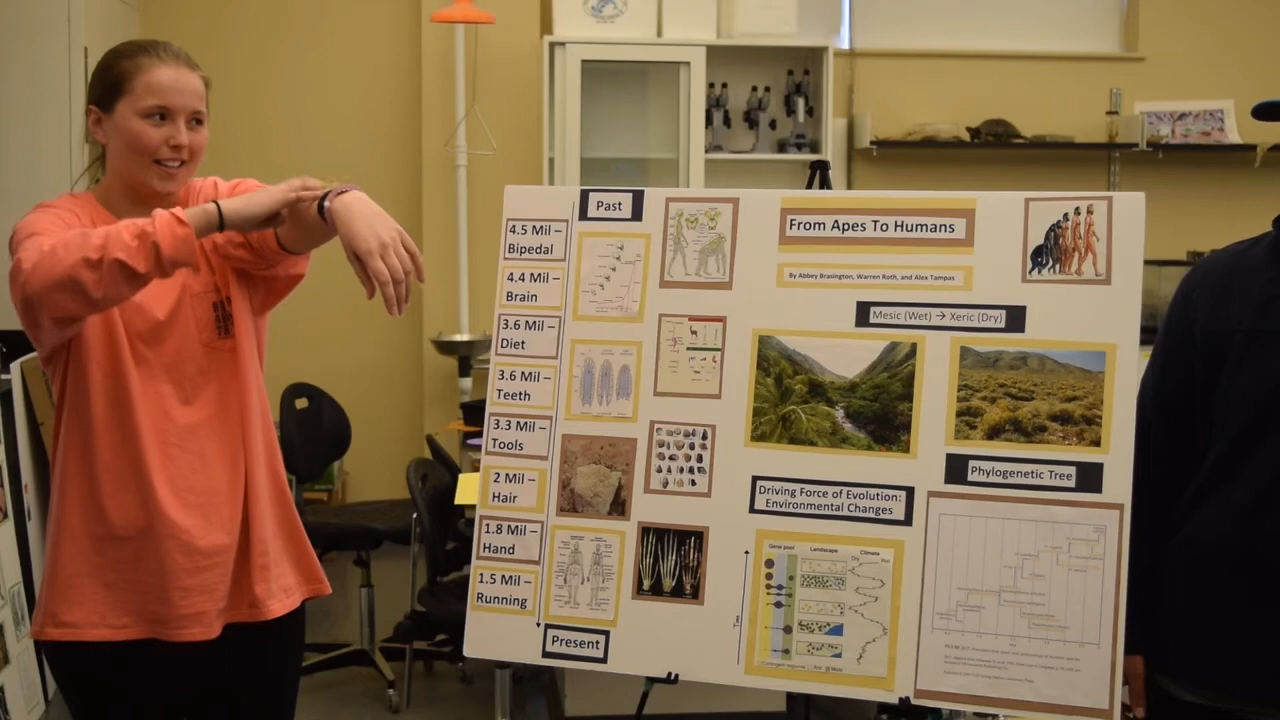 Past
4.5 Mil –
Bipedal
4.4 Mil –
Brain
3.6 Mil –
Diet
3.6 Mil –
Teeth
3.3 Mil –
Tools
2 Mil –
Hair
1.8 Mil –
Hand
1.5 Mil –
Running
Present
From Apes To Humans
By Abbey Brasington, Warren Roth, and Alex Tampas
Mesic (Wet) → Xeric (Dry)
Driving Force of Evolution:
Environmental Changes
Phylogenetic Tree
Gene pool
Landscape
Climate
Dry
Wet
Time